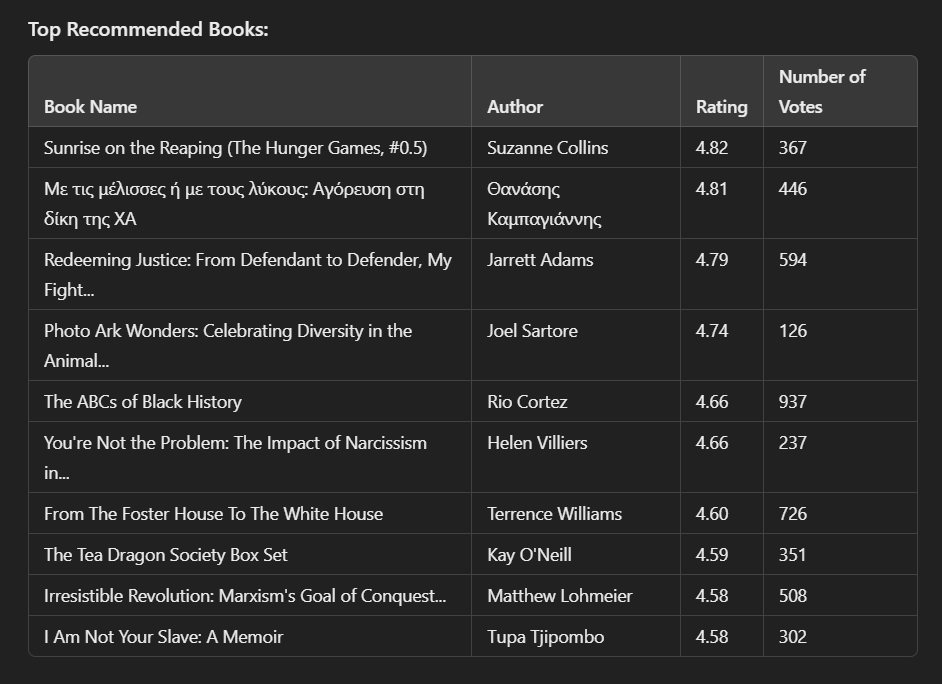 Top Recommended Books:
Number of
Book Name Author Rating Votes
Sunrise on the Reaping (The Hunger Games, #0.5) Suzanne Collins 4.82 367
Με τις μέλισσες ή με τους λύκους: Αγόρευση στη Θανάσης 4.81 446
δίκη της ΧΑ Καμπαγιάννης
Redeeming Justice: From Defendant to Defender, My Jarrett Adams 4.79 594
Fight...
Photo Ark Wonders: Celebrating Diversity in the Joel Sartore 4.74 126
Animal...
The ABCs of Black History Rio Cortez 4.66 937
You're Not the Problem: The Impact of Narcissism Helen Villiers 4.66 237
in...
From The Foster House To The White House Terrence Williams 4.60 726
The Tea Dragon Society Box Set Kay O'Neill 4.59 351
Irresistible Revolution: Marxism's Goal of Conquest... Matthew Lohmeier 4.58 508
I Am Not Your Slave: A Memoir Tupa Tjipombo 4.58 302